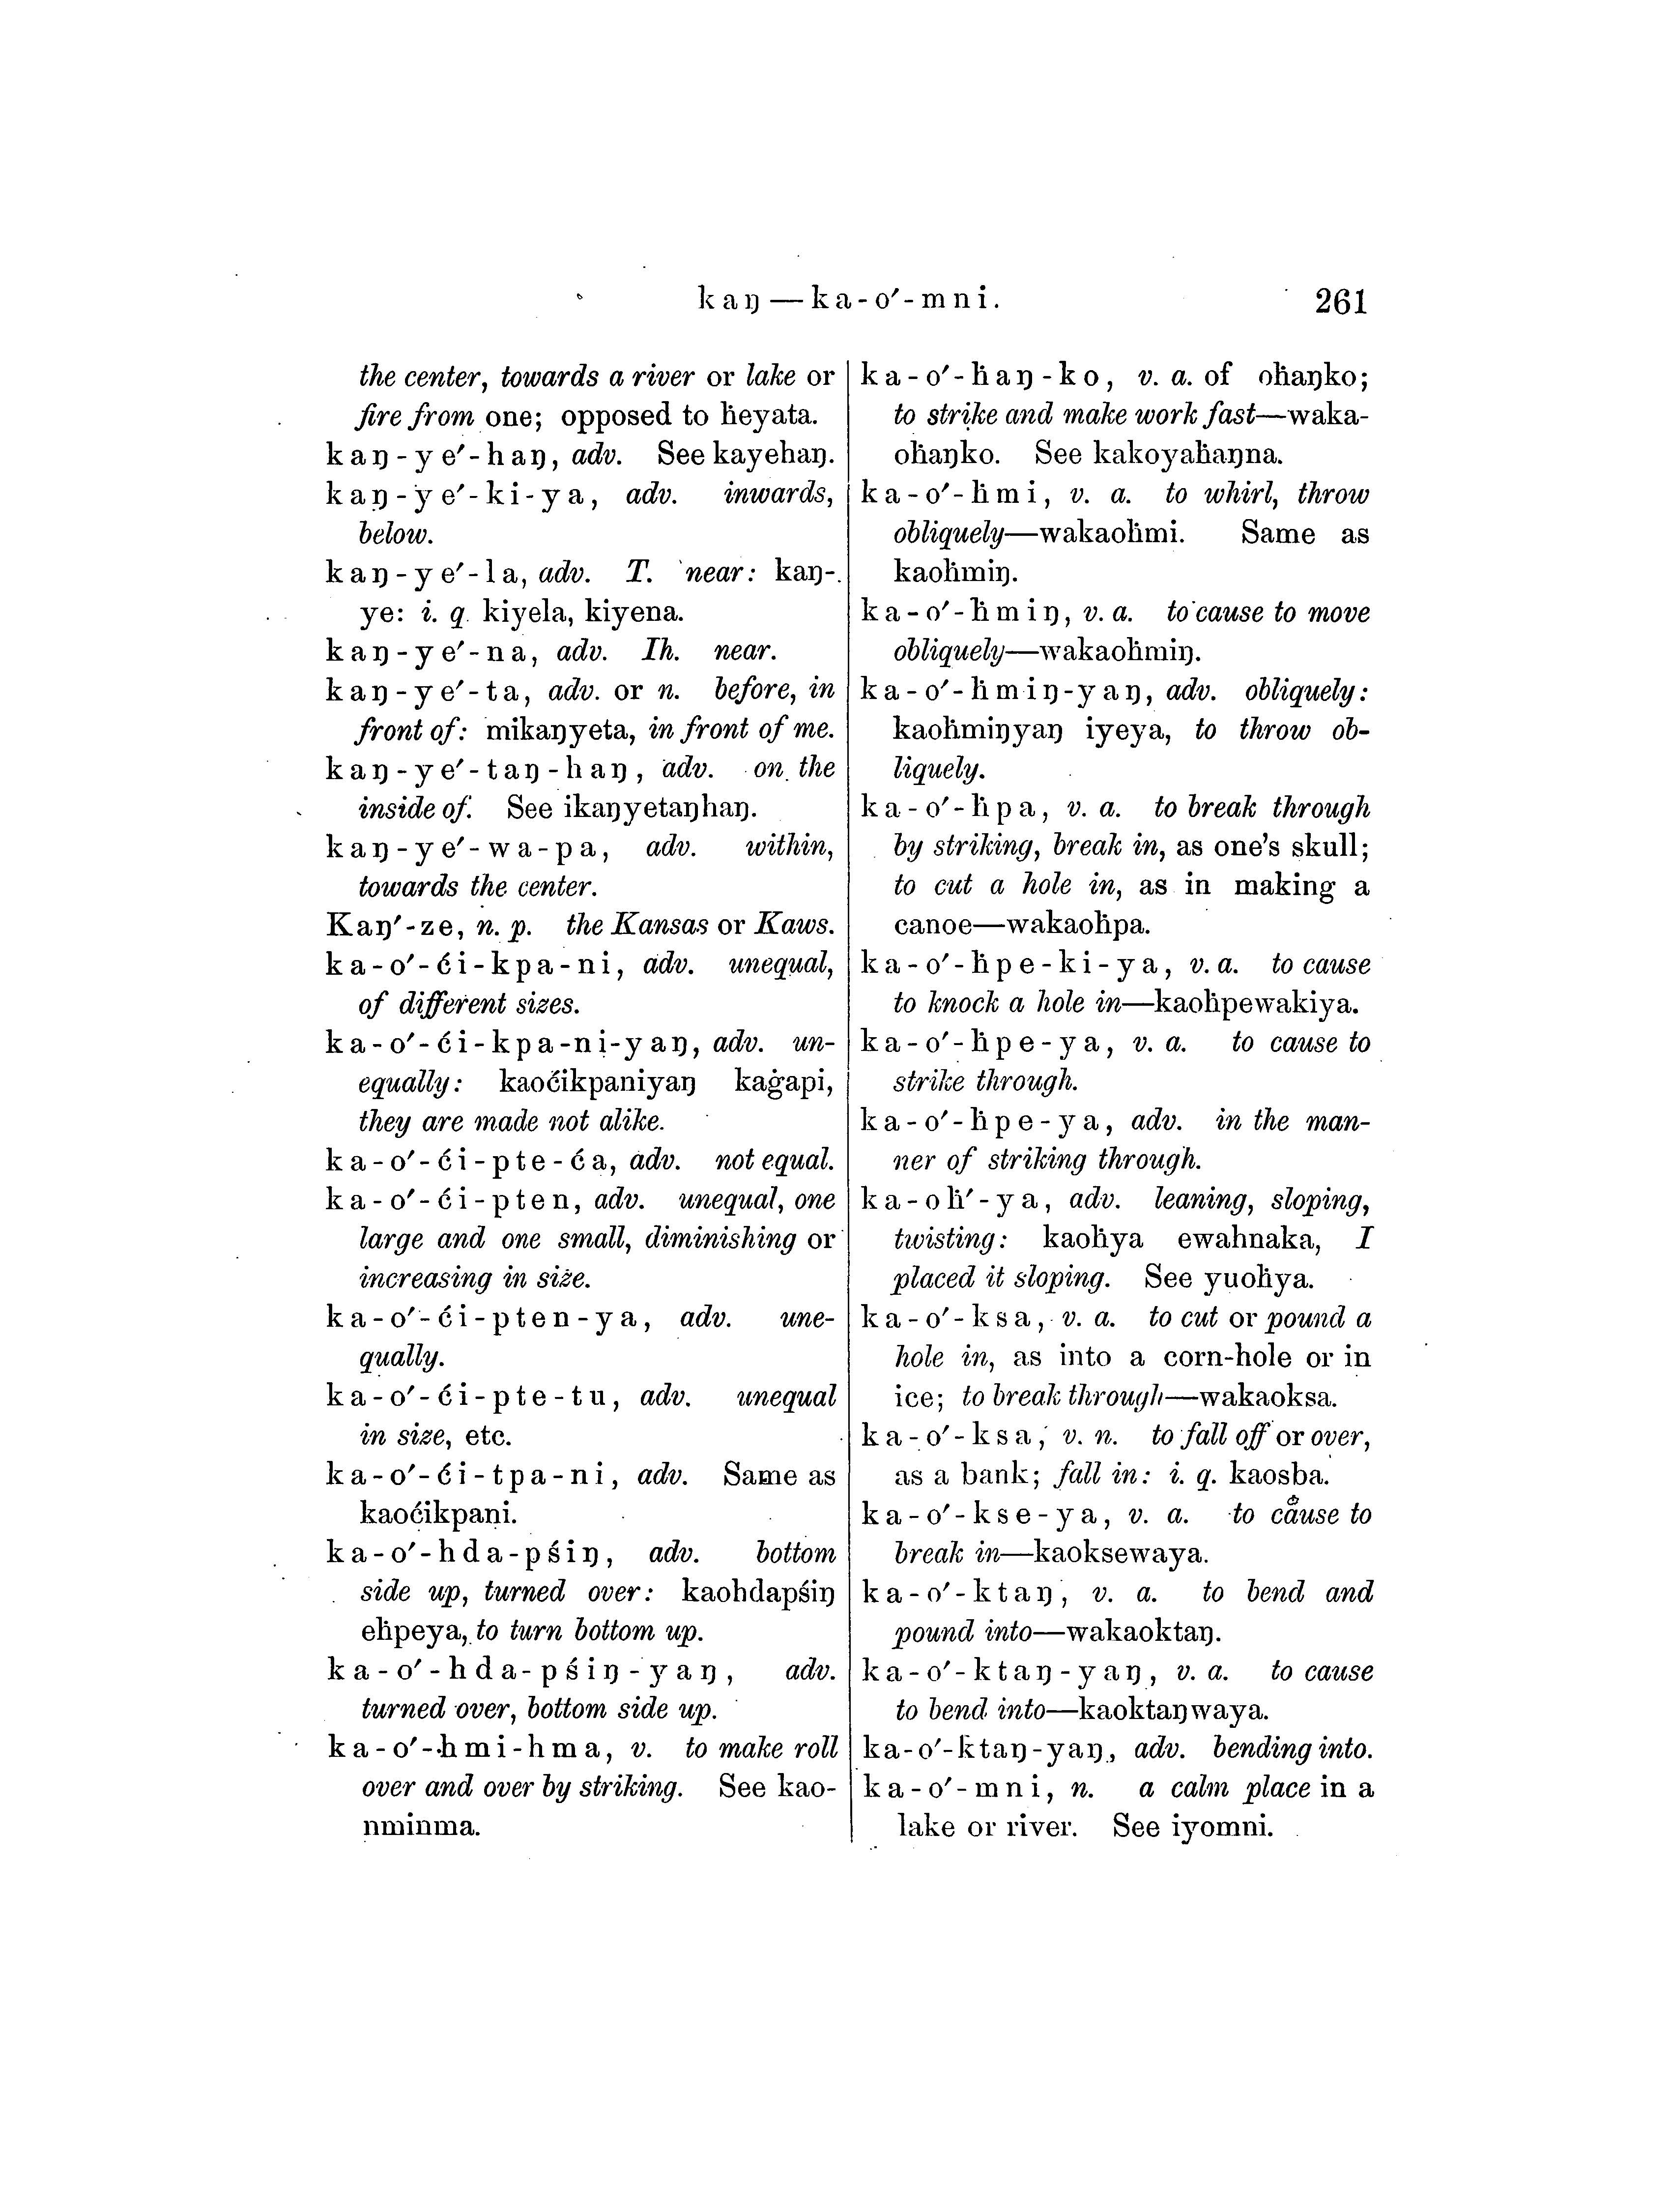 kaŋ — ka-o′-mni. 261
the center, towards a river or lake or
fire from one; opposed to ḣeyata.
kaŋ-ye′-haŋ, adv. See kayehaŋ.
kaŋ-ye′-ki-ya, adv. inwards,
below.
kaŋ-ye′-la, adv. T. near: kaŋ-
ye: i. q. kiyela, kiyena.
kaŋ-ye′-na, adv. Ih. near.
kaŋ-ye′-ta, adv. or n. before, in
front of: mikaŋyeta, in front of me.
kaŋ-ye′-taŋ-haŋ, adv. on the
inside of. See ikaŋyetaŋhaŋ.
kaŋ-ye′-wa-pa, adv. within,
towards the center.
Kaŋ′-ze, n. p. the Kansas or Kaws.
ka-o′-ći-kpa-ni, adv. unequal,
of different sizes.
ka-o′-ći-kpa-ni-yaŋ, adv. un-
equally: kaoćikpaniyaŋ kaġapi,
they are made not alike.
ka-o′-ći-pte-ća, adv. not equal.
ka-o′-ći-pten, adv. unequal, one
large and one small, diminishing or
increasing in size.
ka-o′-ći-pten-ya, adv. une-
qually.
ka-o′-ći-pte-tu, adv. unequal
in size, etc.
ka-o′-ći-tpa-ni, adv. Same as
kaoćikpani.
ka-o′-hda-pśiŋ, adv. bottom
side up, turned over: kaohdapśiŋ
eḣpeya, to turn bottom up.
ka-o′-hda-pśiŋ-yaŋ, adv.
turned over, bottom side up.
ka-o′-hmi-hma, v. to make roll
over and over by striking. See kao-
nminma.
ka-o′-ḣaŋ-ko, v. a. of oḣaŋko;
to strike and make work fast—waka-
oḣaŋko. See kakoyaḣaŋna.
ka-o′-ḣmi, v. a. to whirl, throw
obliquely—wakaoḣmi. Same as
kaoḣmiŋ.
ka-o′-ḣmiŋ, v. a. to cause to move
obliquely—wakaoḣmiŋ.
ka-o′-ḣmiŋ-yaŋ, adv. obliquely:
kaoḣmiŋyaŋ iyeya, to throw ob-
liquely.
ka-o′-ḣpa, v. a. to break through
by striking, break in, as one's skull;
to cut a hole in, as in making a
canoe—wakaoḣpa.
ka-o′-ḣpe-ki-ya, v. a. to cause
to knock a hole in—kaoḣpewakiya.
ka-o′-ḣpe-ya, v. a. to cause to
strike through.
ka-o′-ḣpe-ya, adv. in the man-
ner of striking through.
ka-oḣ′-ya, adv. leaning, sloping,
twisting: kaoḣya ewahnaka, I
placed it sloping. See yuoḣya.
ka-o′-ksa, v. a. to cut or pound a
hole in, as into a corn-hole or in
ice; to break through—wakaoksa.
ka-o′-ksa, v. n. to fall off or over,
as a bank; fall in: i. q. kaosba.
ka-o′-kse-ya, v. a. to cause to
break in—kaoksewaya.
ka-o′-ktaŋ, v. a. to bend and
pound into—wakaoktaŋ.
ka-o′-ktaŋ-yaŋ, v. a. to cause
to bend into—kaoktaŋwaya.
ka-o′-ktaŋ-yaŋ, adv. bending into.
ka-o′-mni, n. a calm place in a
lake or river. See iyomni.